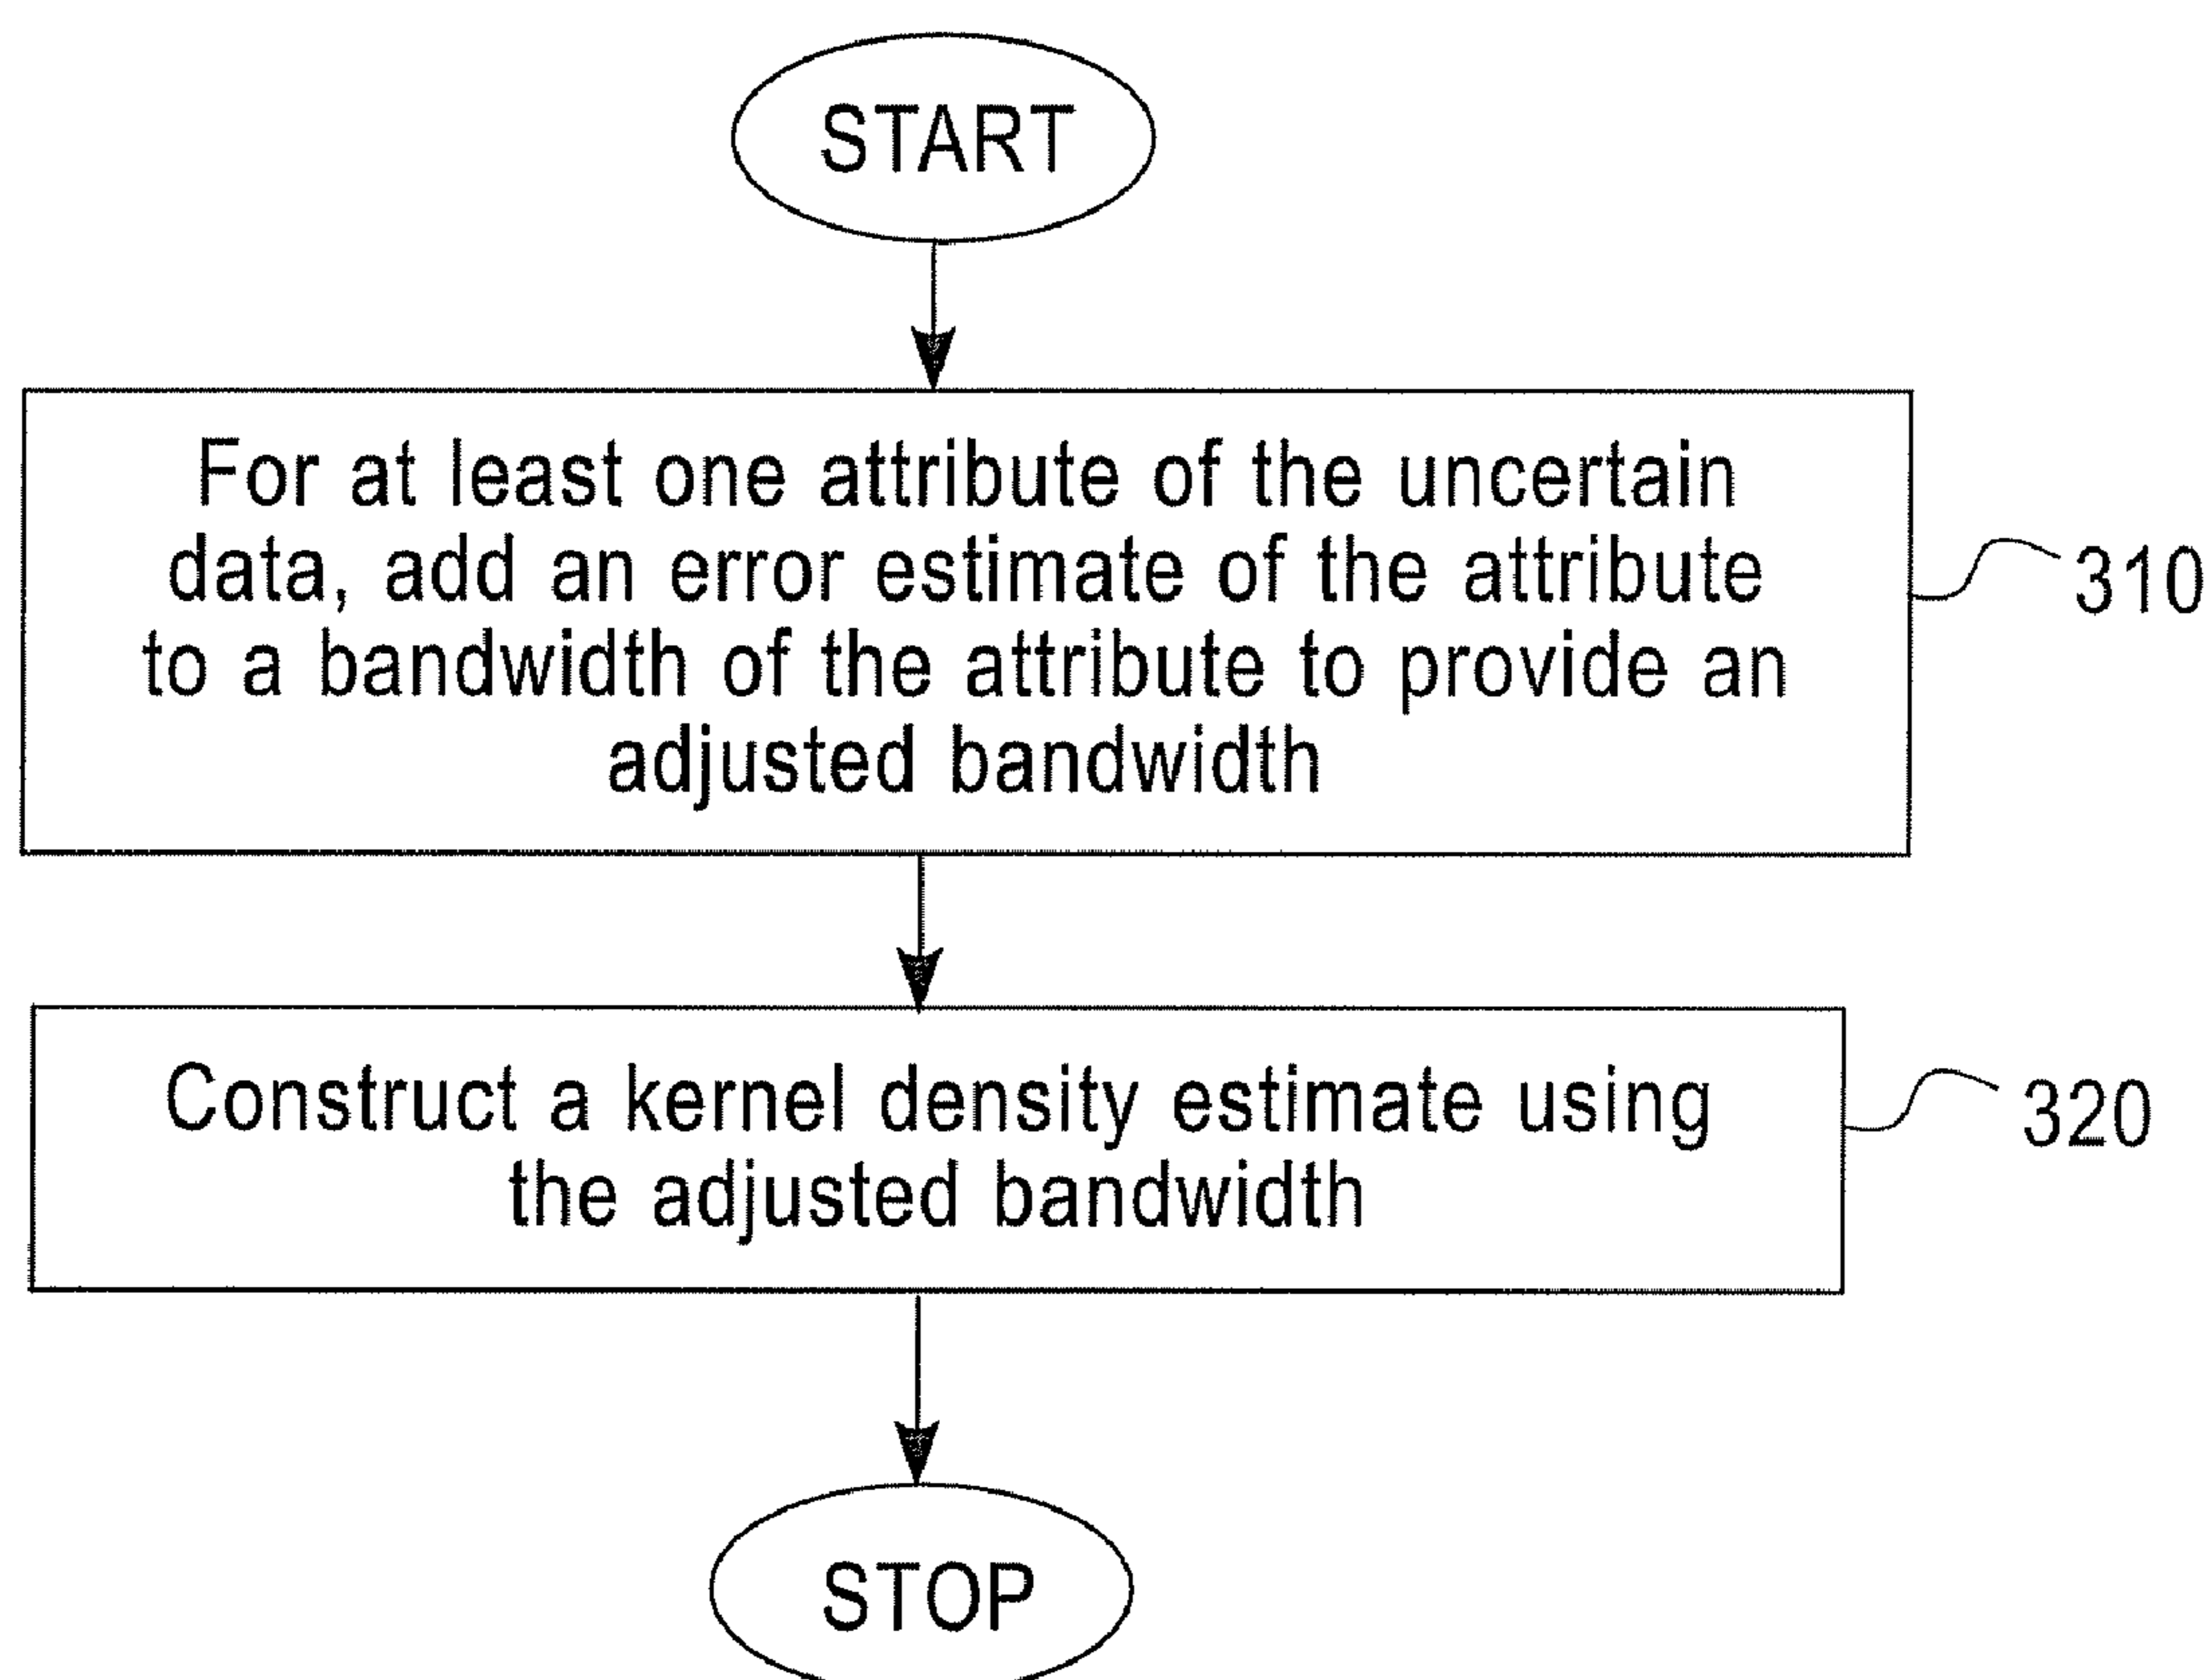 START
For at least one attribute of the uncertain
data, add an error estimate of the attribute
to a bandwidth of the attribute to provide an
adjusted bandwidth
310
Construct a kernel density estimate using
the adjusted bandwidth
320
STOP